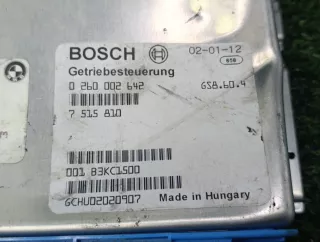 BOSCH 02-01-12
Getriebesteuerung
0 260 002 642 GS8.60.4
7 515 810
001 B3KC1S00
GCHU02020907 Made in Hungary